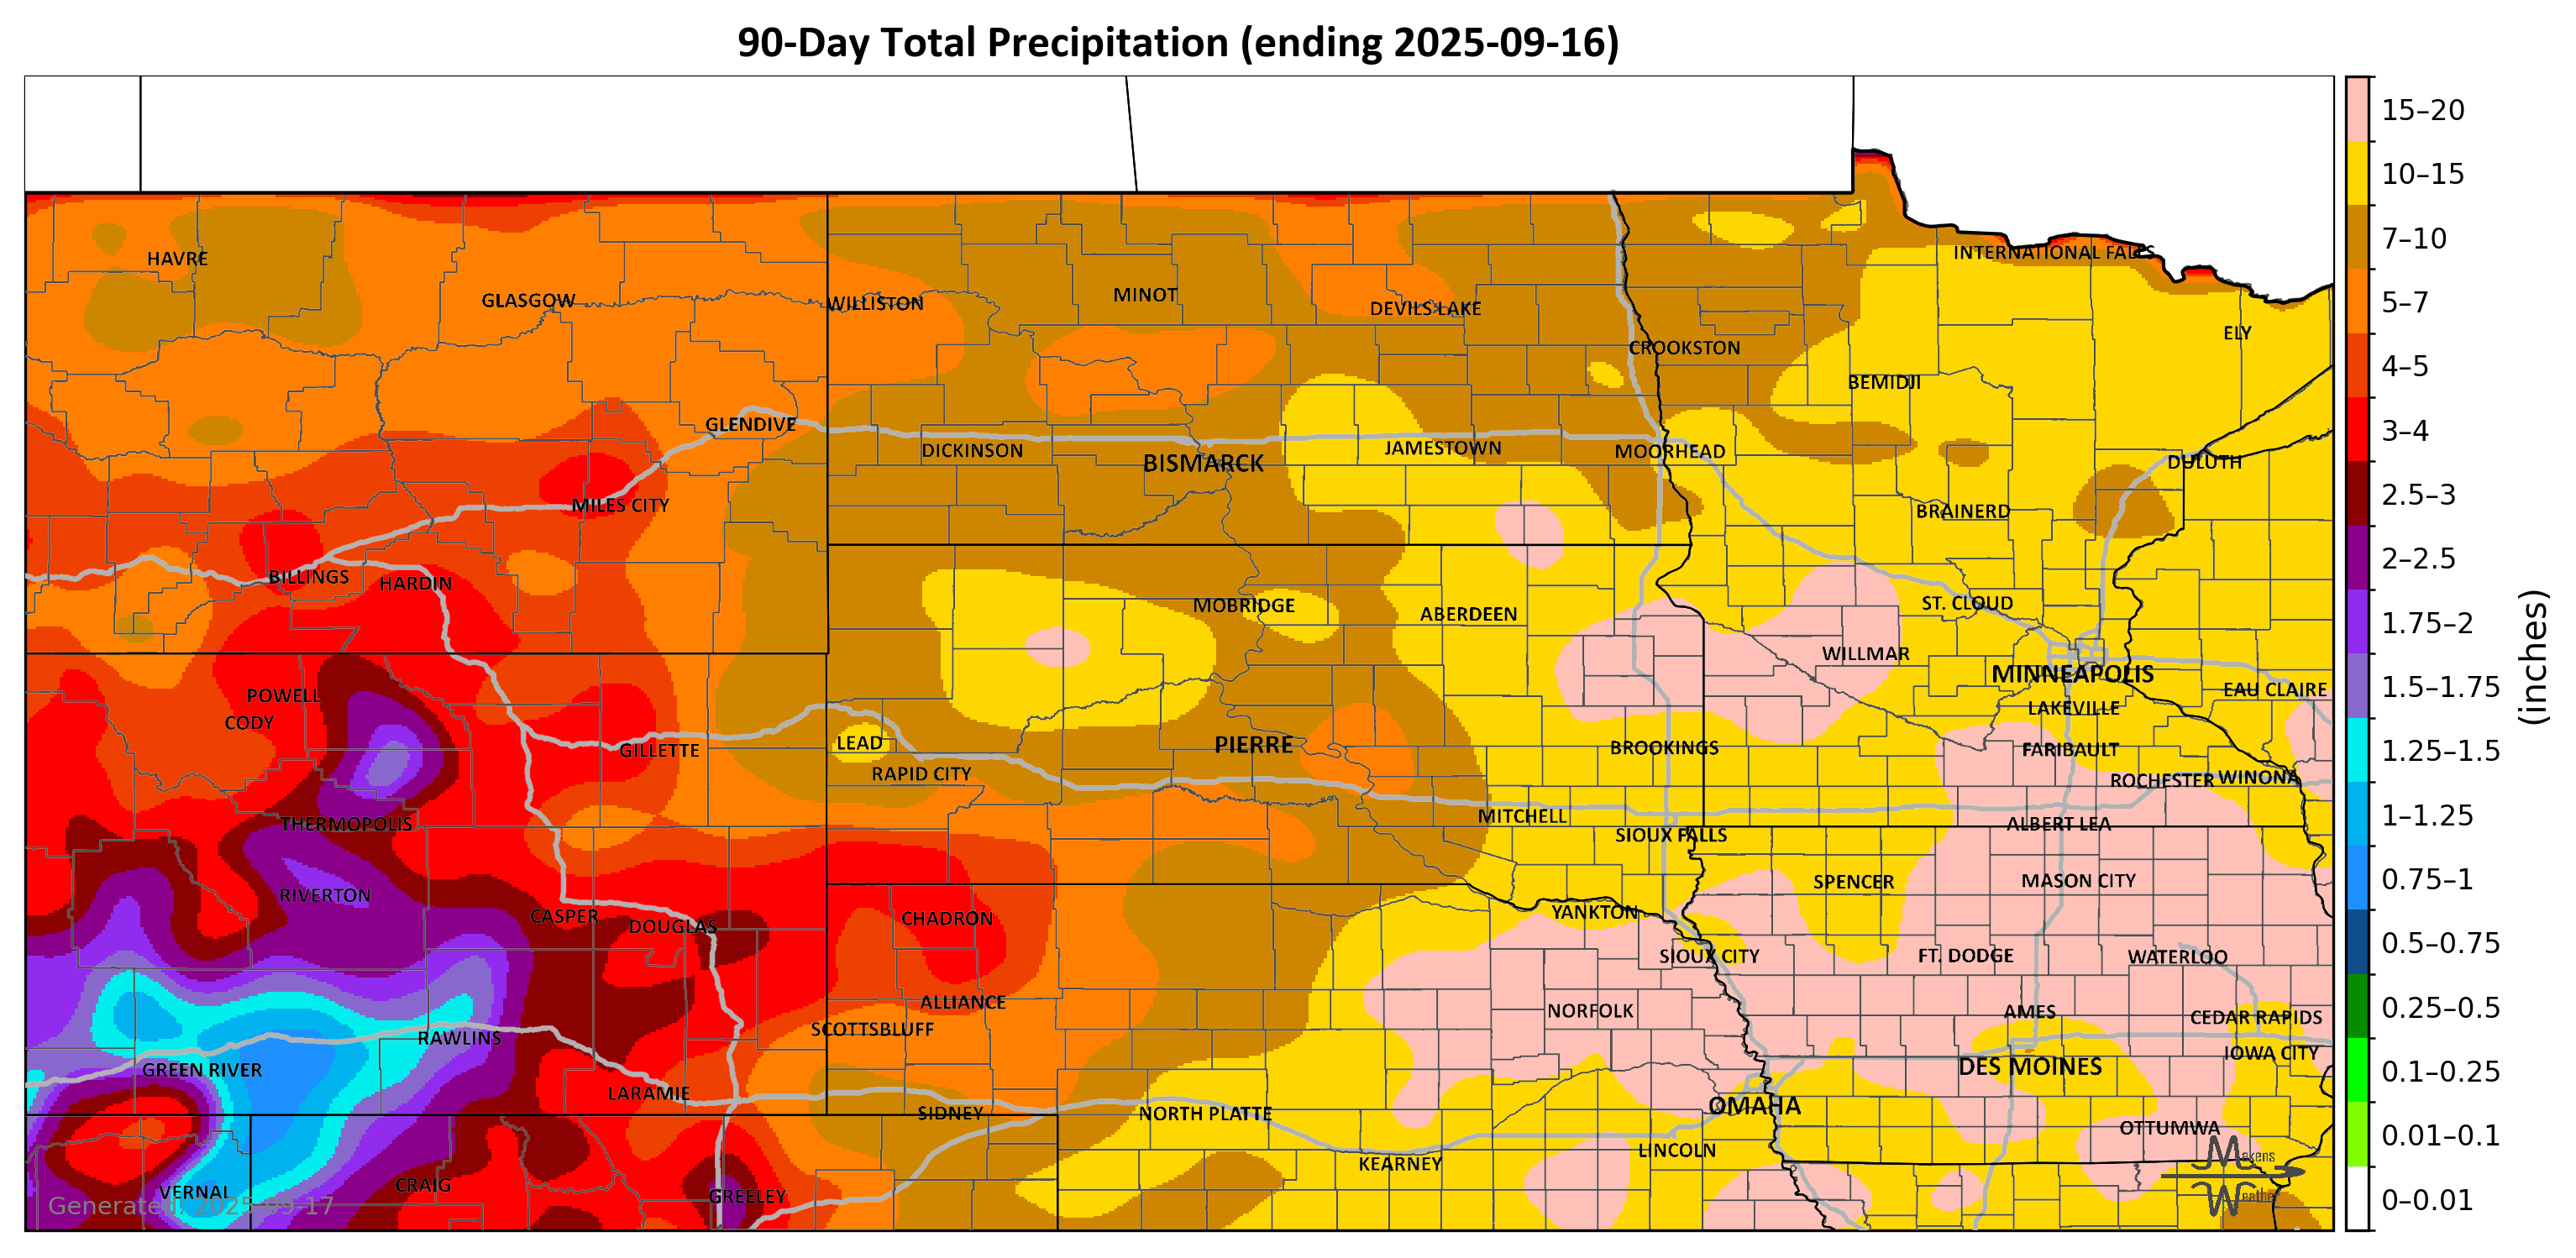 90-Day Total Precipitation (ending 2025-09-16)
15–20
10–15
7–10
5–7
4–5
3–4
2.5–3
2–2.5
1.75–2
1.5–1.75
1.25–1.5
1–1.25
0.75–1
0.5–0.75
0.25–0.5
0.1–0.25
0.01–0.1
0–0.01
(inches)
INTERNATIONAL FALLS
HAVRE
MINOT
GLASGOW
WILLISTON
DEVILS LAKE
ELY
CROOKSTON
BEMIDJI
GLENDIVE
DICKINSON
JAMESTOWN
MOORHEAD
BISMARCK
DULUTH
MILES CITY
BRAINERD
BILLINGS
HARDIN
MOBRIDGE
ST. CLOUD
ABERDEEN
WILLMAR
MINNEAPOLIS
POWELL
EAU CLAIRE
CODY
LAKEVILLE
LEAD
PIERRE
BROOKINGS
GILLETTE
FARIBAULT
RAPID CITY
ROCHESTER
WINONA
MITCHELL
THERMOPOLIS
ALBERT LEA
SIOUX FALLS
SPENCER
MASON CITY
RIVERTON
CASPER
CHADRON
YANKTON
DOUGLAS
SIOUX CITY
FT. DODGE
WATERLOO
ALLIANCE
NORFOLK
AMES
CEDAR RAPIDS
SCOTTSBLUFF
RAWLINS
IOWA CITY
GREEN RIVER
DES MOINES
LARAMIE
OMAHA
SIDNEY
NORTH PLATTE
OTTUMWA
LINCOLN
KEARNEY
Makens
Weather
CRAIG
VERNAL
GREELEY
Generated: 2025-09-17